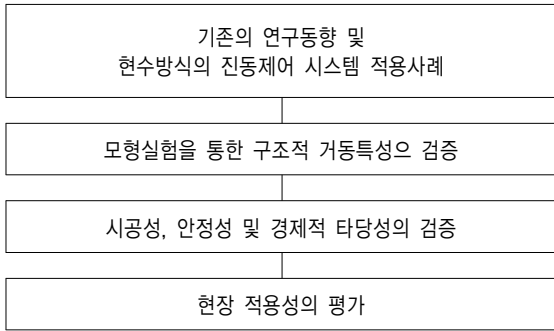 기존의 연구동향 및
현수방식의 진동제어 시스템 적용사례
모형실험을 통한 구조적 거동특성으 검증
시공성, 안정성 및 경제적 타당성의 검증
현장 적용성의 평가